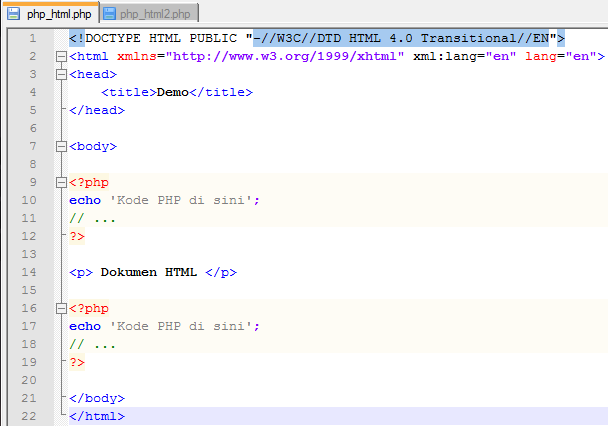 php_html.php php_html2.php
1 <!DOCTYPE HTML PUBLIC "-//W3C//DTD HTML 4.0 Transitional//EN">
2 <html xmlns="http://www.w3.org/1999/xhtml" xml:lang="en" lang="en">
3 <head>
4 <title>Demo</title>
5 </head>
6
7 <body>
8
9 <?php
10 echo 'Kode PHP di sini';
11 // ...
12 ?>
13
14 <p> Dokumen HTML </p>
15
16 <?php
17 echo 'Kode PHP di sini';
18 // ...
19 ?>
20
21 </body>
22 </html>